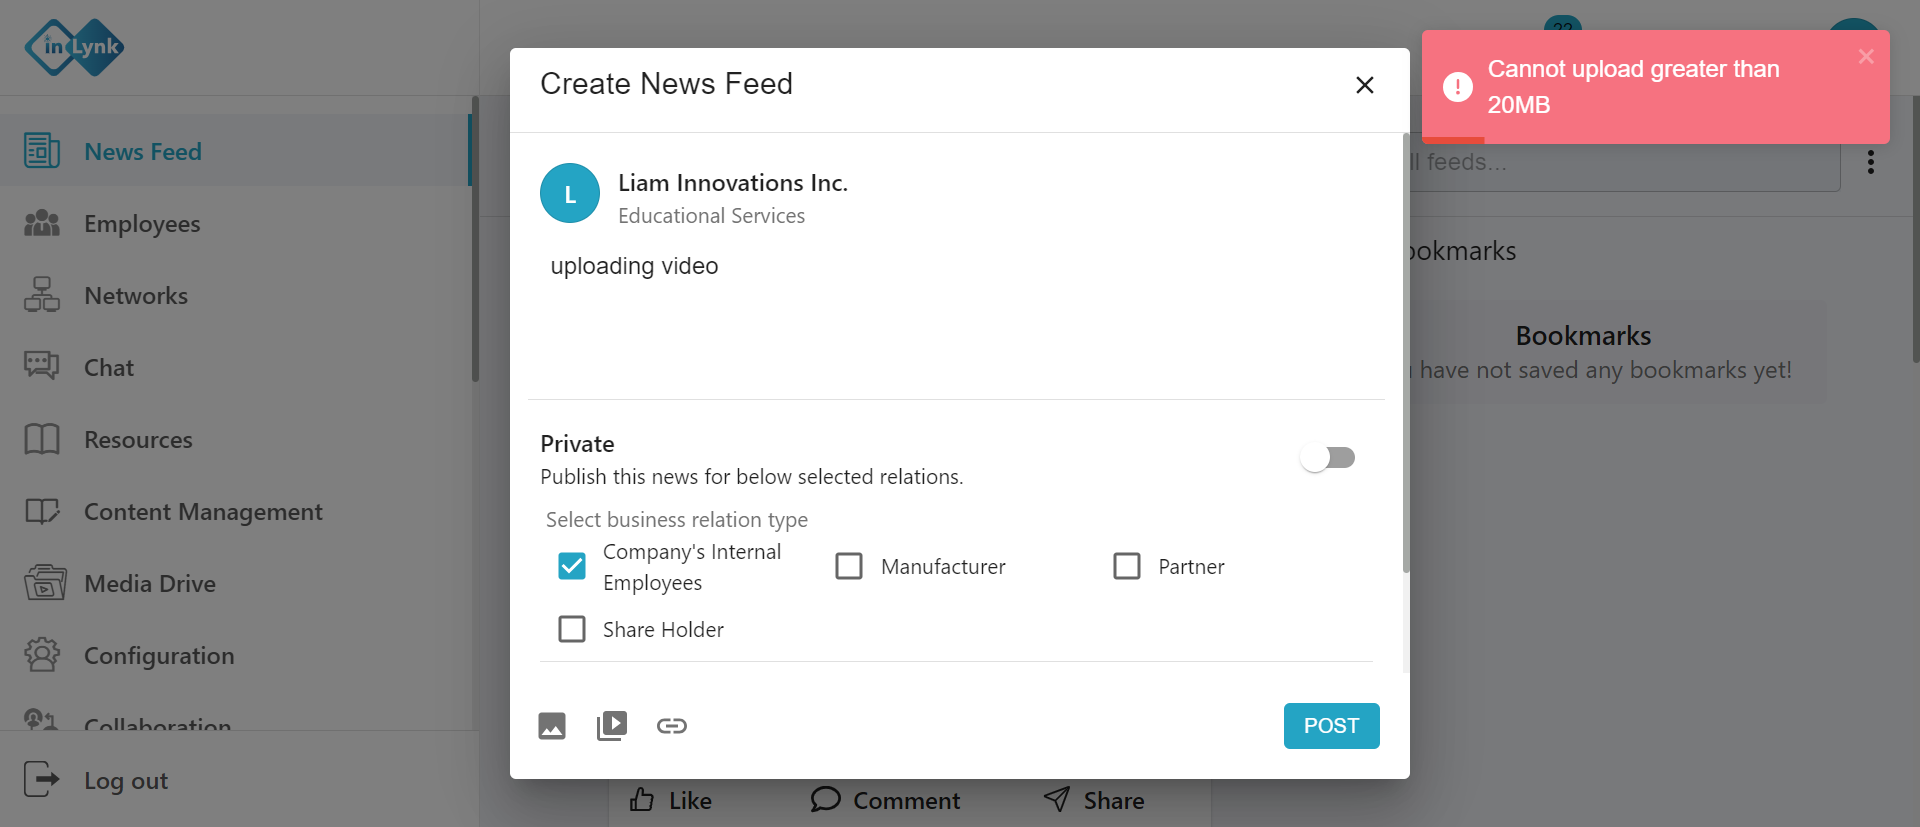 inLynk
News Feed
Employees
Networks
Chat
Resources
Content Management
Media Drive
Configuration
Collaboration
Log out
Create News Feed
L
Liam Innovations Inc.
Educational Services
uploading video
Private
Publish this news for below selected relations.
Select business relation type
Company's Internal
Employees
Manufacturer
Partner
Share Holder
POST
Like
Comment
Share
Cannot upload greater than
20MB
feeds...
Bookmarks
have not saved any bookmarks yet!